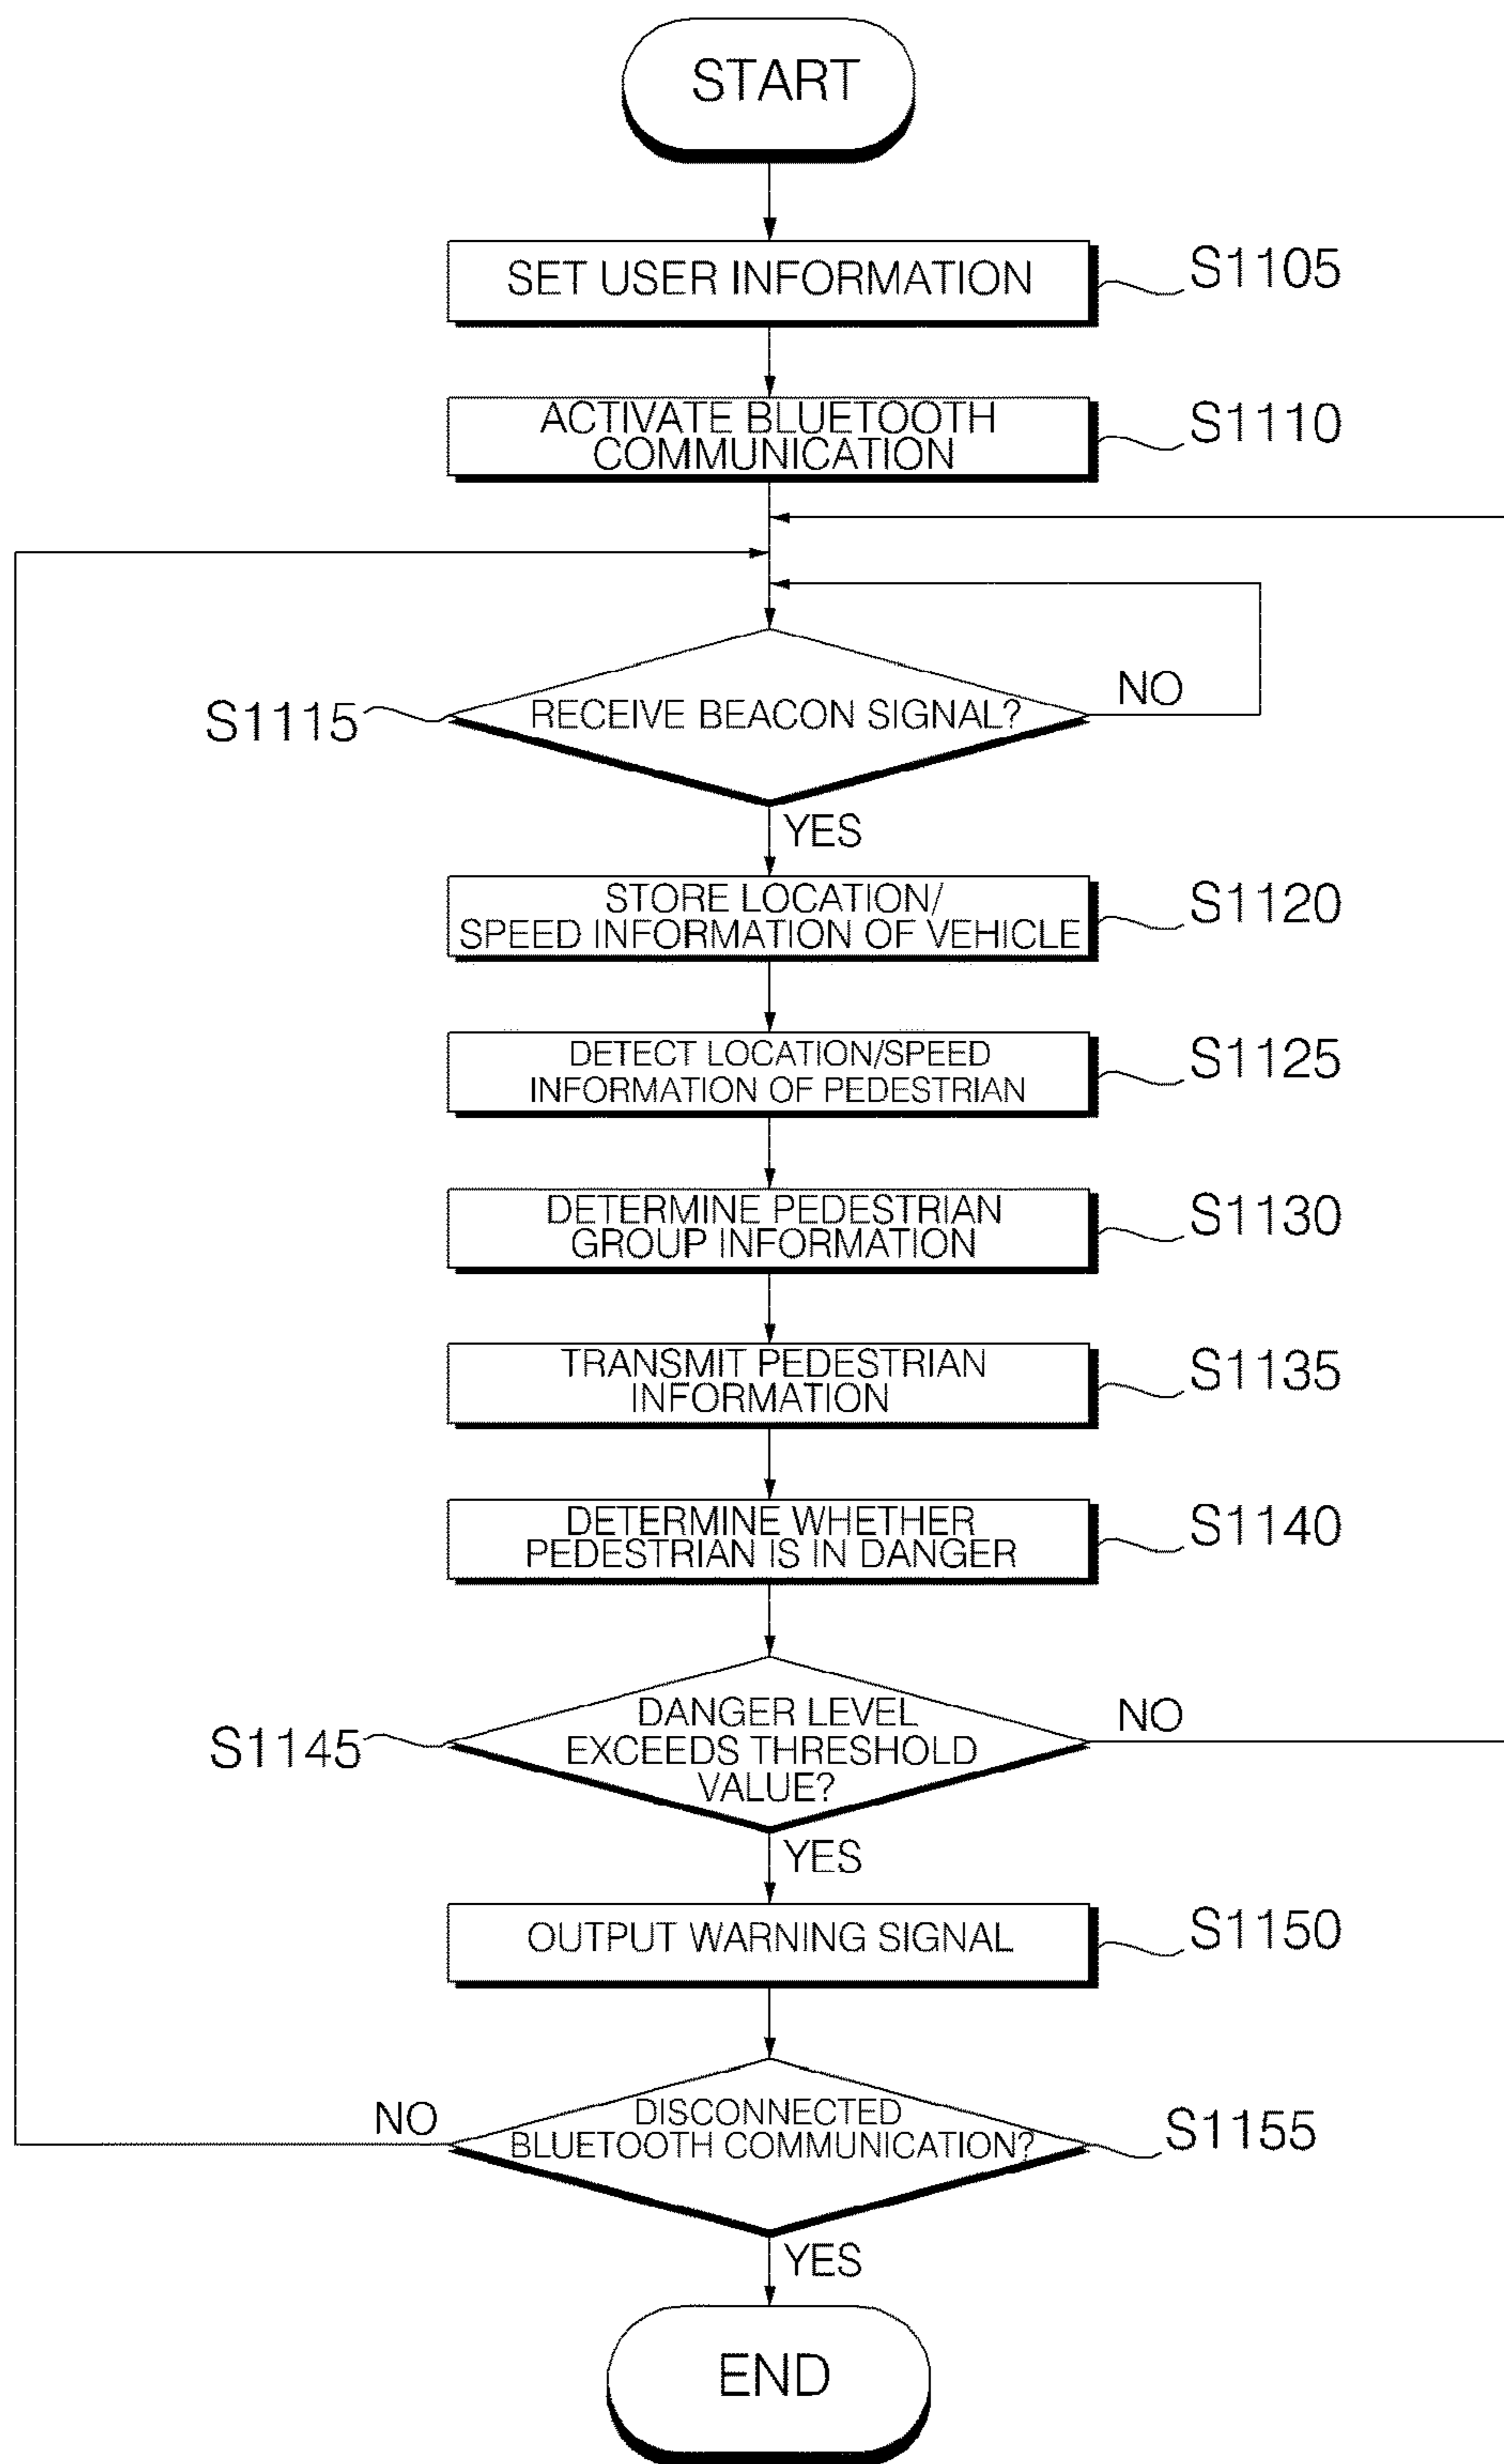 START
SET USER INFORMATION
S1105
ACTIVATE BLUETOOTH
COMMUNICATION
S1110
S1115
RECEIVE BEACON SIGNAL?
NO
YES
STORE LOCATION/
SPEED INFORMATION OF VEHICLE
S1120
DETECT LOCATION/SPEED
INFORMATION OF PEDESTRIAN
S1125
DETERMINE PEDESTRIAN
GROUP INFORMATION
S1130
TRANSMIT PEDESTRIAN
INFORMATION
S1135
DETERMINE WHETHER
PEDESTRIAN IS IN DANGER
S1140
S1145
DANGER LEVEL
EXCEEDS THRESHOLD
VALUE?
NO
YES
OUTPUT WARNING SIGNAL
S1150
NO
DISCONNECTED
BLUETOOTH COMMUNICATION?
S1155
YES
END